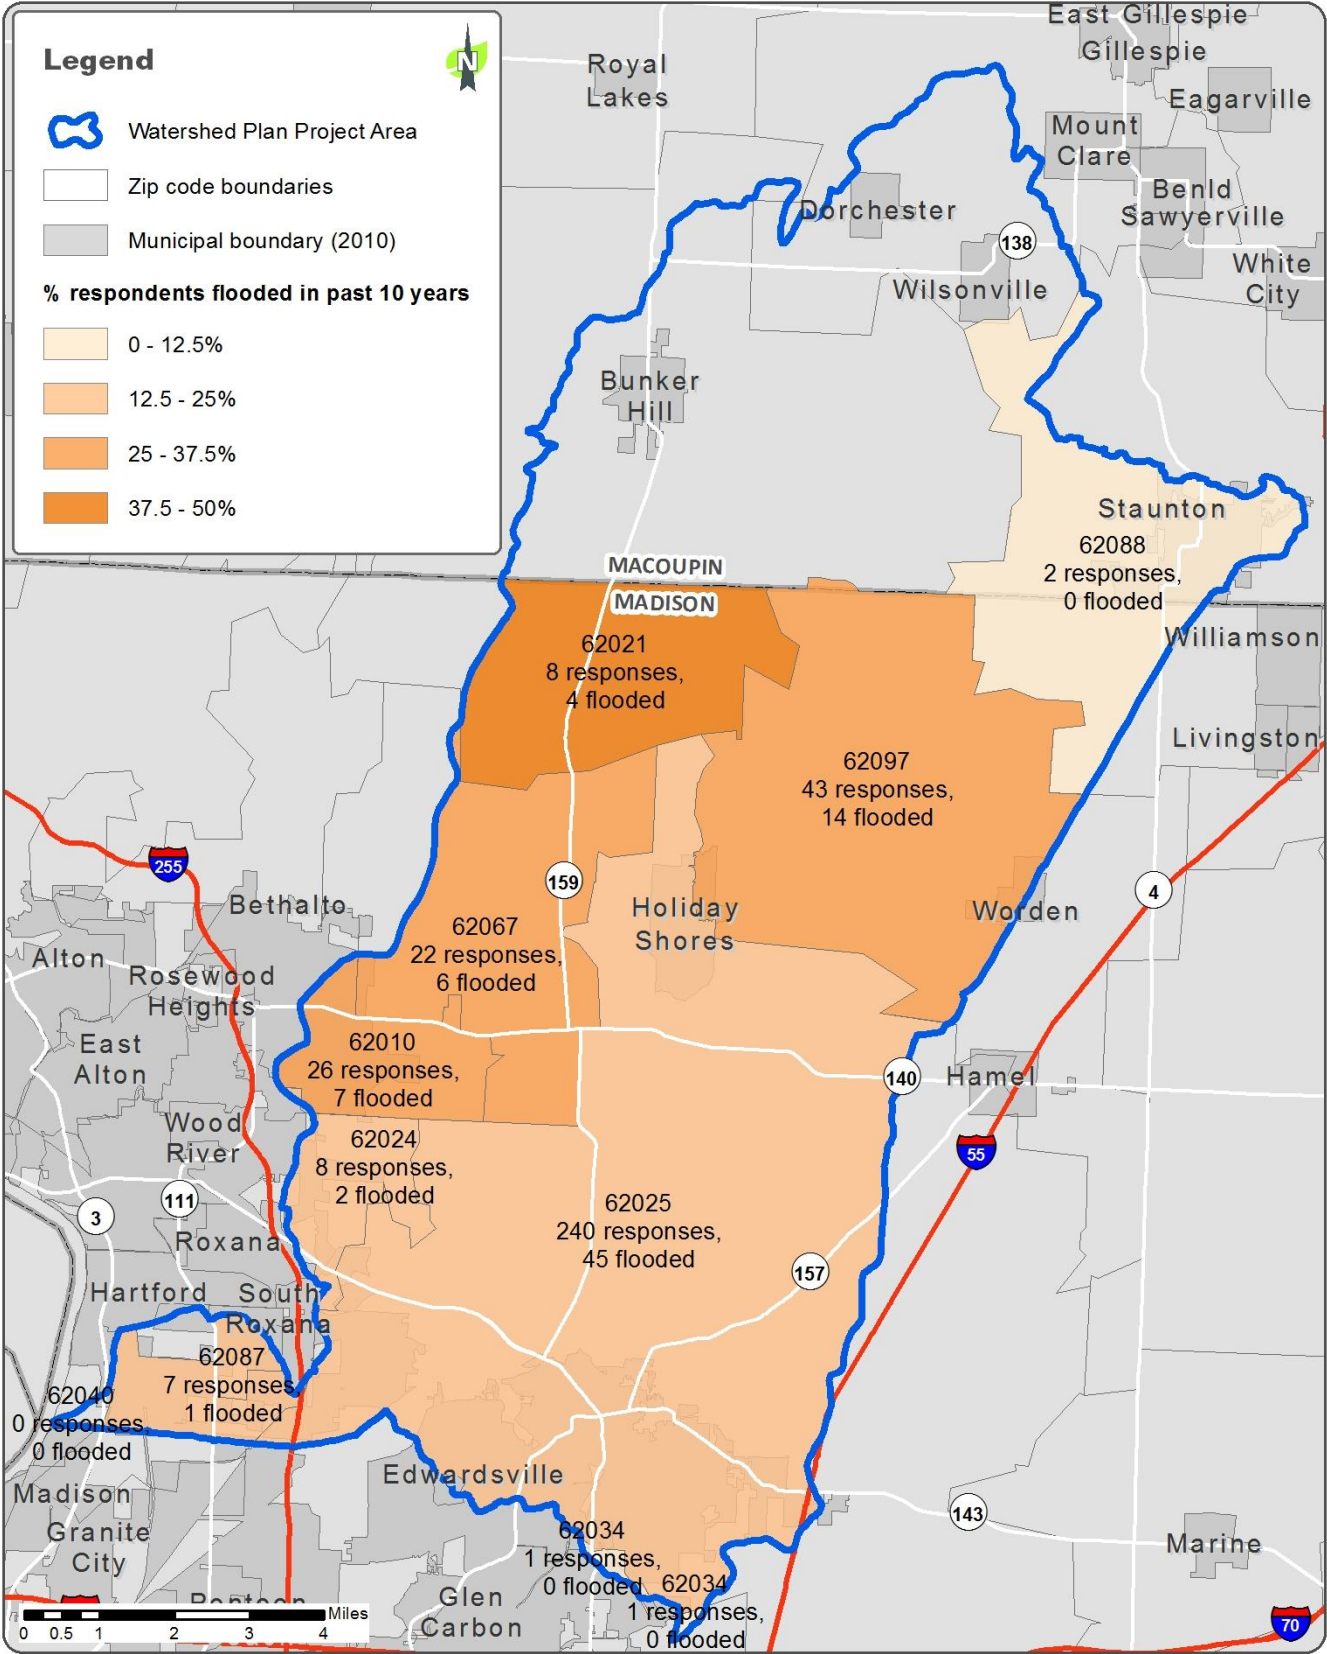 Legend
N
Watershed Plan Project Area
Zip code boundaries
Municipal boundary (2010)
% respondents flooded in past 10 years
0 - 12.5%
12.5 - 25%
25 - 37.5%
37.5 - 50%
Royal
Lakes
East Gillespie
Gillespie
Eagarville
Mount
Clare
Benld
Sawyerville
White
City
Dorchester
138
Wilsonville
Bunker
Hill
Staunton
62088
2 responses,
0 flooded
MACOUPIN
MADISON
Williamson
Livingston
62021
8 responses,
4 flooded
62097
43 responses,
14 flooded
255
159
4
Bethalto
Holiday
Shores
Worden
62067
22 responses,
6 flooded
Alton
Rosewood
Heights
East
Alton
62010
26 responses,
7 flooded
140
Hamel
Wood
River
62024
8 responses,
2 flooded
55
3
111
62025
240 responses,
45 flooded
Roxana
157
Hartford
South
Roxana
62087
7 responses
1 flooded
62040
0 responses,
0 flooded
Edwardsville
Madison
Granite
City
143
Marine
62034
1 responses,
0 flooded
62034
1 responses,
0 flooded
Glen
Carbon
Pontoon
Miles
0 0.5 1 2 3 4
70